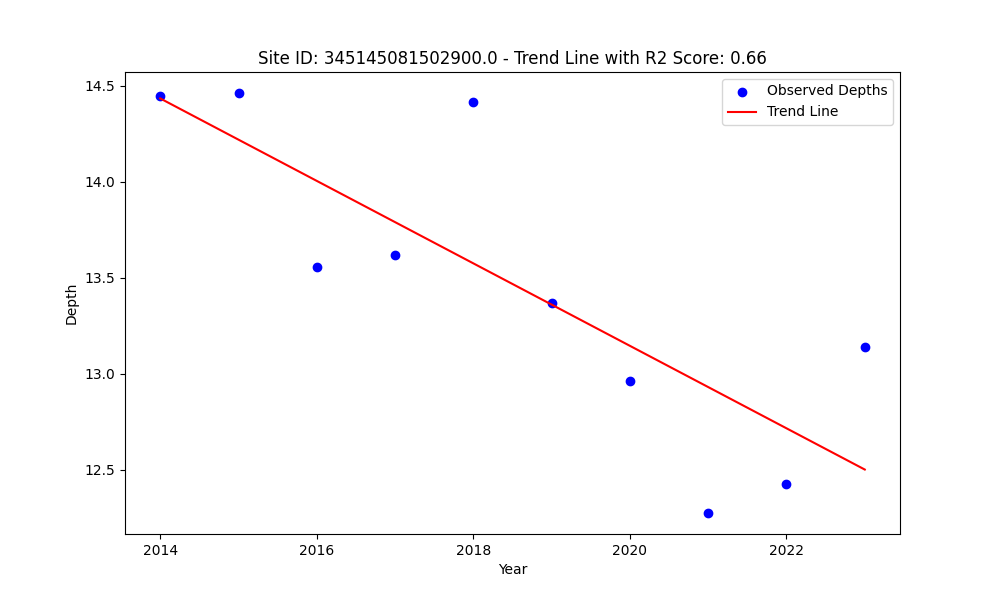 Site ID: 345145081502900.0 - Trend Line with R2 Score: 0.66
Observed Depths
Trend Line
14.5
14.0
13.5
13.0
12.5
Depth
2014
2016
2018
2020
2022
Year